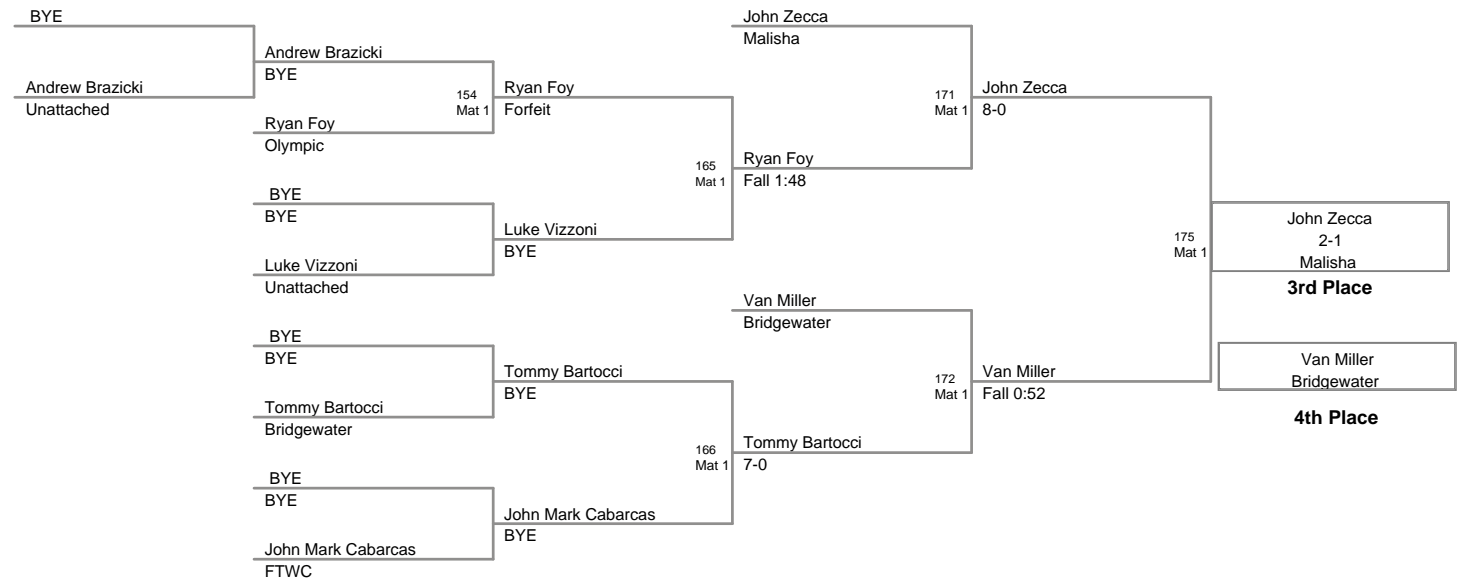 BYE
Andrew Brazicki
Unattached
Andrew Brazicki
BYE
Ryan Foy
Olympic
BYE
BYE
Luke Vizzoni
Unattached
BYE
BYE
Tommy Bartocci
Bridgewater
BYE
BYE
John Mark Cabarcas
FTWC
154
Mat 1
Ryan Foy
Forfeit
Luke Vizzoni
BYE
Tommy Bartocci
BYE
John Mark Cabarcas
BYE
John Zecca
Malisha
165
Mat 1
Ryan Foy
Fall 1:48
Van Miller
Bridgewater
166
Mat 1
Tommy Bartocci
7-0
171
Mat 1
John Zecca
8-0
172
Mat 1
Van Miller
Fall 0:52
175
Mat 1
John Zecca
2-1
Malisha
3rd Place
Van Miller
Bridgewater
4th Place